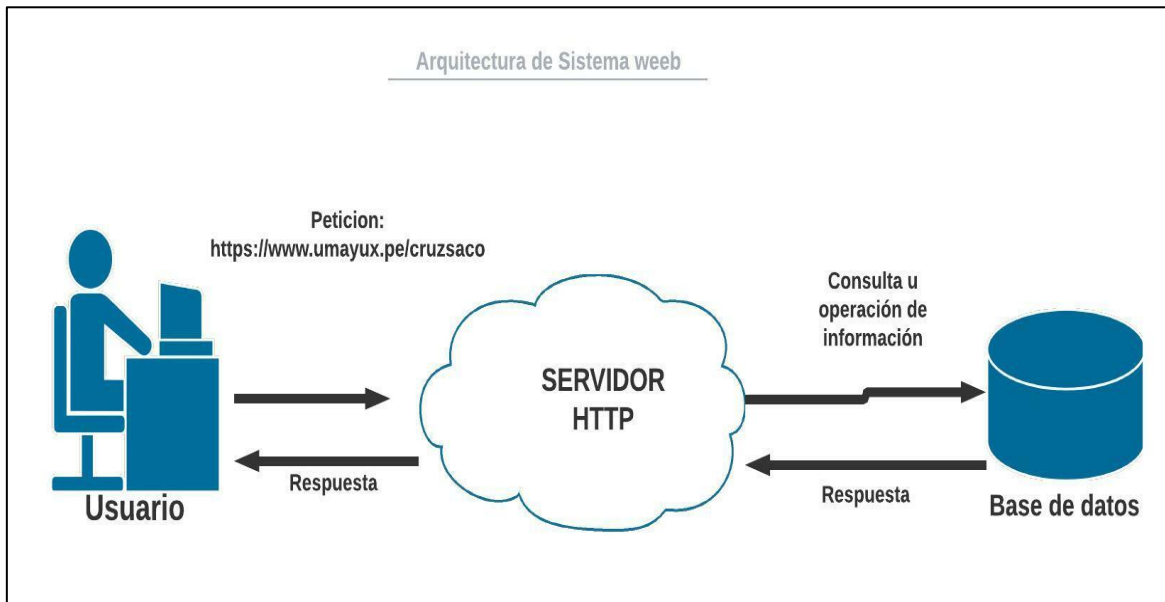 Arquitectura de Sistema weeb
Peticion:
https://www.umayux.pe/cruzsaco
Consulta u
operación de
información
SERVIDOR
HTTP
Respuesta
Respuesta
Usuario
Base de datos